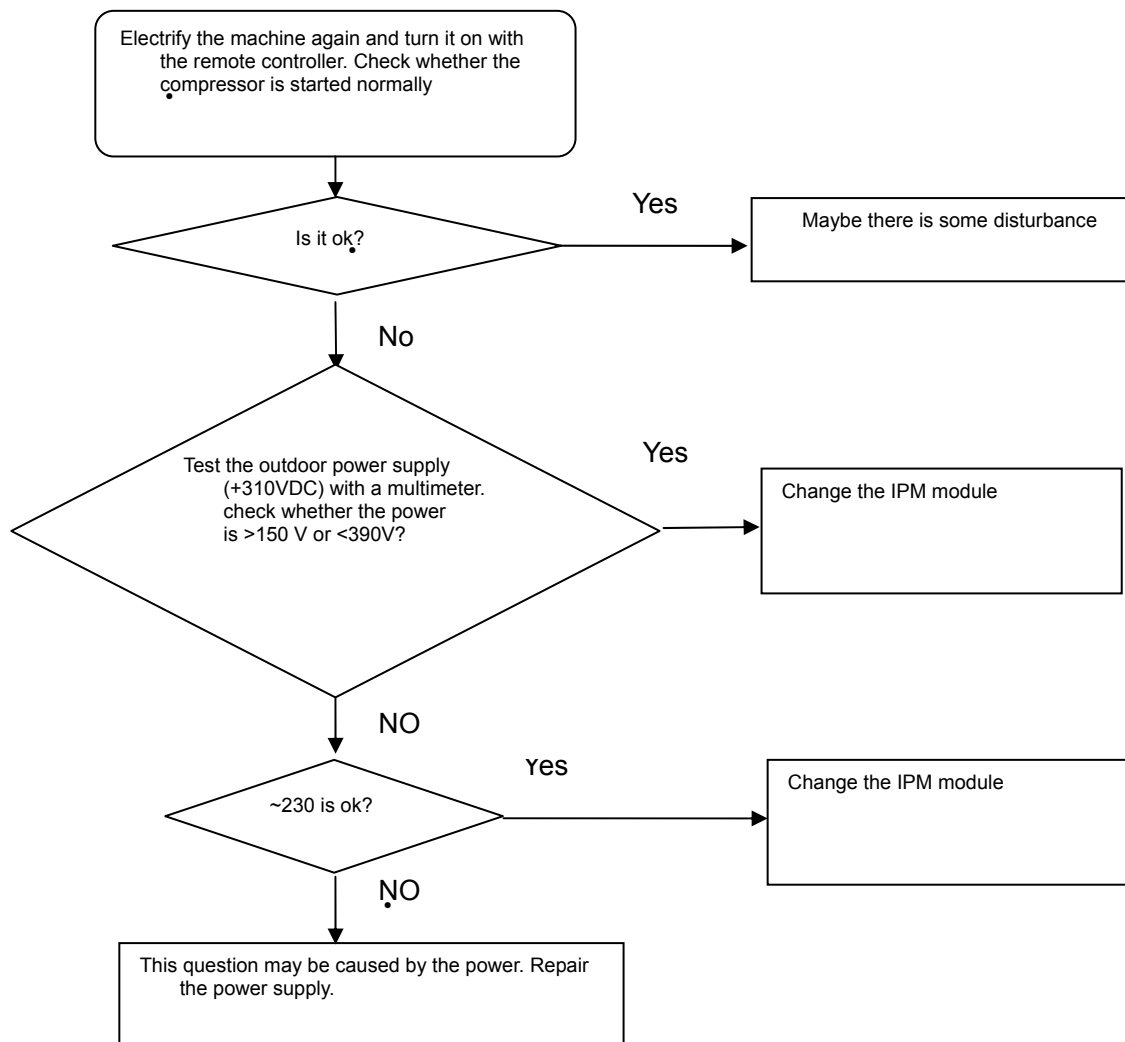 Electrify the machine again and turn it on with
the remote controller. Check whether the
compressor is started normally
Yes
Is it ok?
Maybe there is some disturbance
No
Test the outdoor power supply
(+310VDC) with a multimeter.
check whether the power
is >150 V or <390V?
Yes
Change the IPM module
NO
~230 is ok?
Yes
Change the IPM module
NO
This question may be caused by the power. Repair
the power supply.